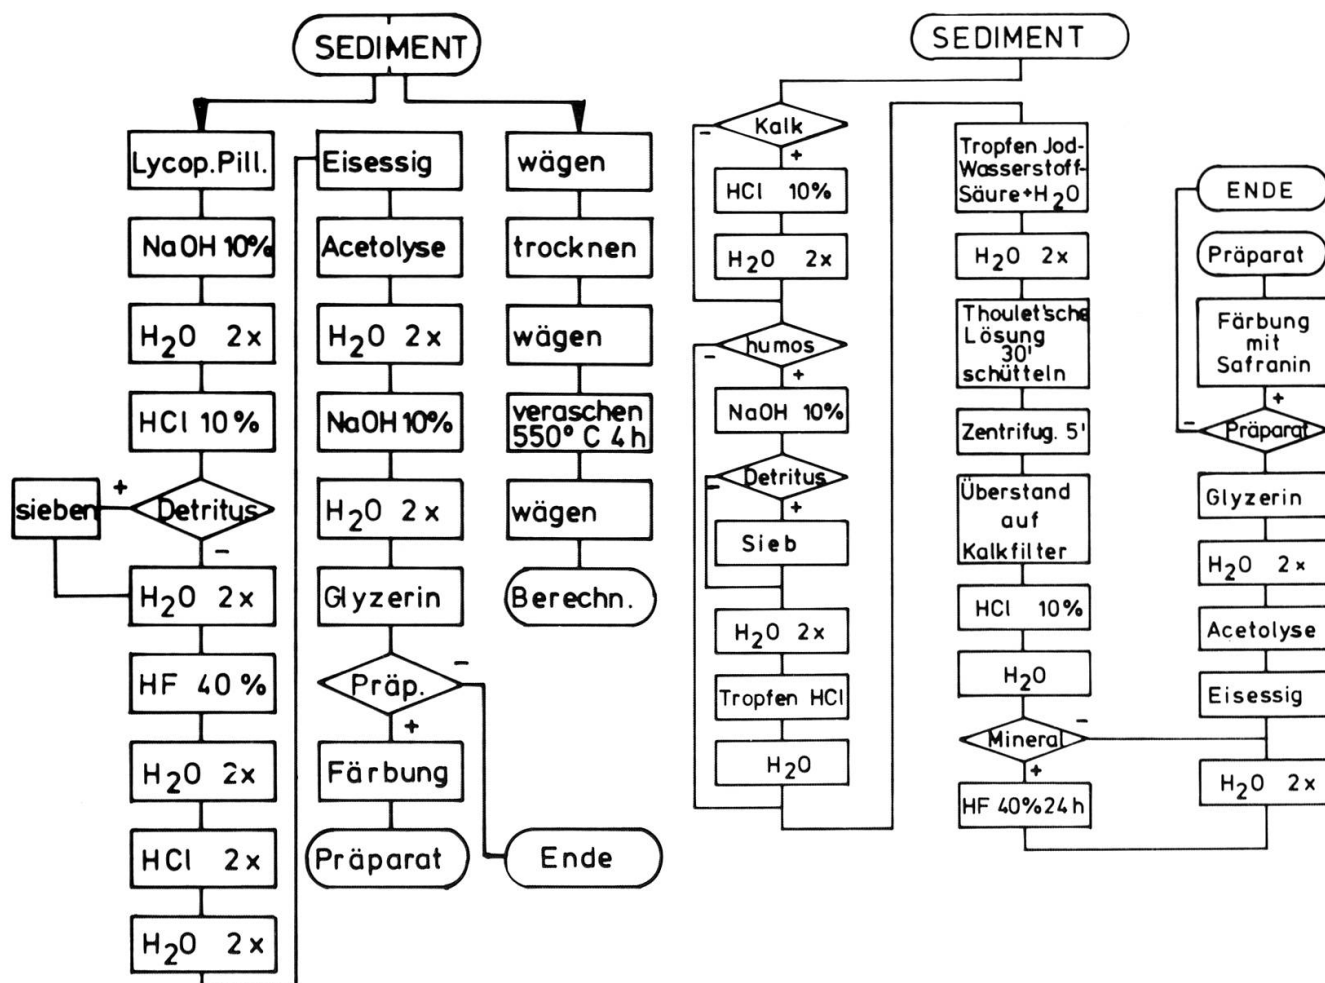 SEDIMENT
Lycop.Pill.
NaOH 10%
H₂O 2x
HCl 10%
Detritus
+
-
sieben
H₂O 2x
HF 40%
H₂O 2x
HCl 2x
H₂O 2x
Eisessig
Acetolyse
H₂O 2x
NaOH 10%
H₂O 2x
Glyzerin
Präp.
-
+
Färbung
Präparat
Ende
wägen
trocknen
wägen
veraschen
550° C 4h
wägen
Berechn.
SEDIMENT
Kalk
-
+
HCl 10%
H₂O 2x
humos
-
+
NaOH 10%
Detritus
-
+
Sieb
H₂O 2x
Tropfen HCl
H₂O
Tropfen Jod-
Wasserstoff-
Säure+H₂O
H₂O 2x
Thoulet'sche
Lösung
30'
schütteln
Zentrifug. 5'
Überstand
auf
Kalkfilter
HCl 10%
H₂O
Mineral
-
+
HF 40%24h
ENDE
Präparat
Färbung
mit
Safranin
+
-
Präparat
Glyzerin
H₂O 2x
Acetolyse
Eisessig
H₂O 2x